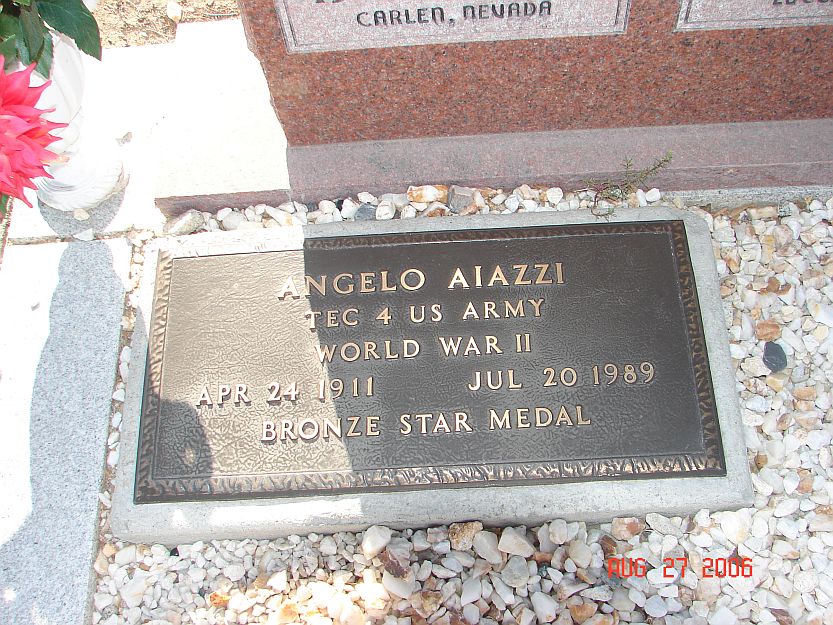 CARLEN, NEVADA
ANGELO AIAZZI
TEC 4 US ARMY
WORLD WAR II
APR 24 1911 JUL 20 1989
BRONZE STAR MEDAL
AUG 27 2006